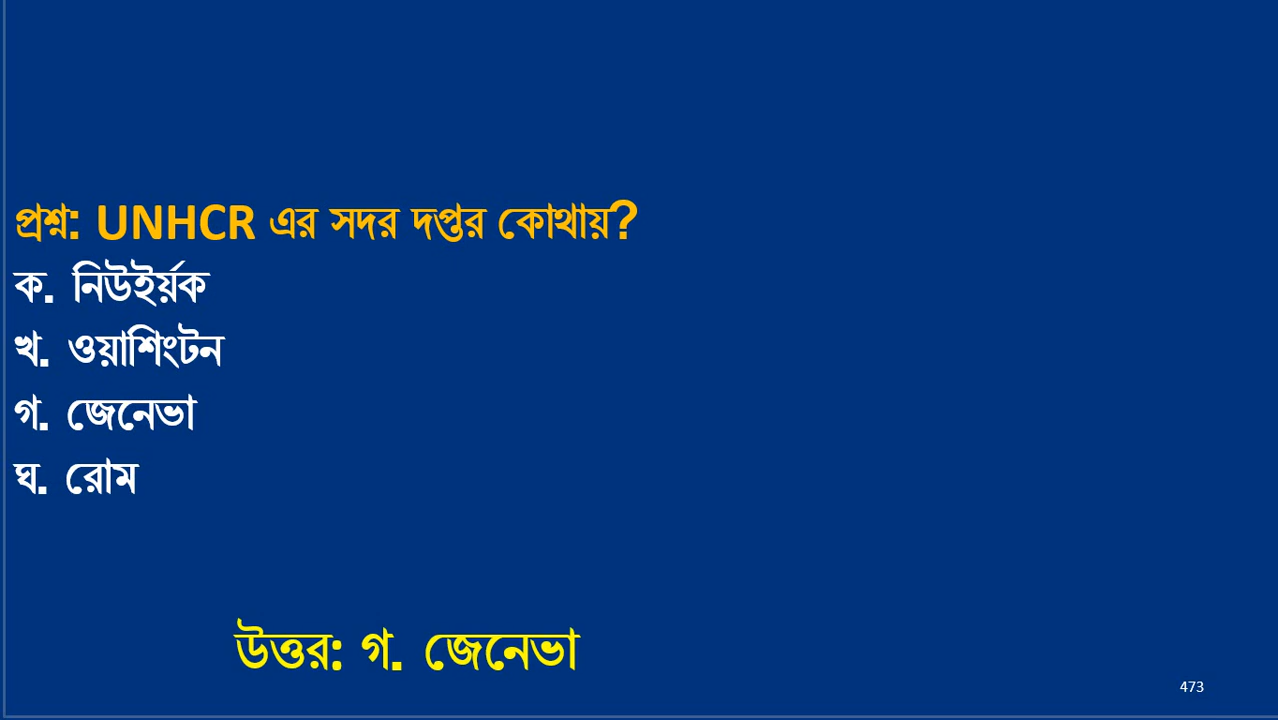 প্রশ্ন: UNHCR এর সদর দপ্তর কোথায়?
ক. নিউইর্য়ক
খ. ওয়াশিংটন
গ. জেনেভা
ঘ. রোম
উত্তর: গ. জেনেভা
473